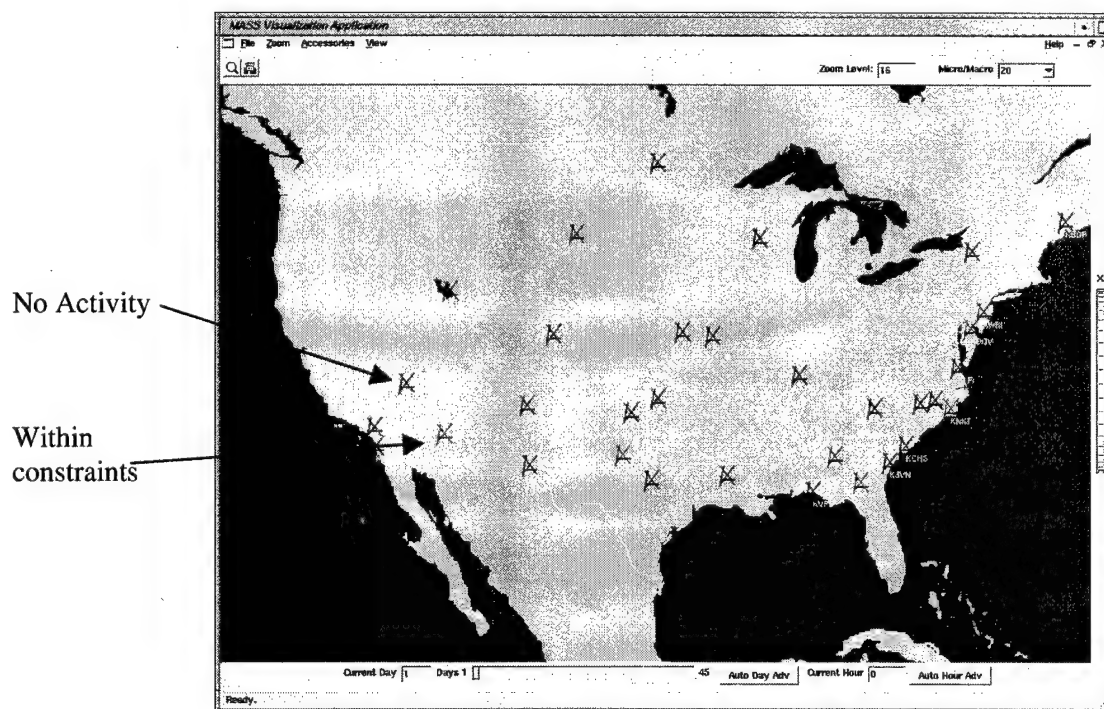 MASS Visualization Application
File Zoom Accessories View Help
Zoom Level: 16 Micro/Macro 20
No Activity
Within
constraints
KNKT
KCHS
KSVN
Current Day 1 Days 1 45 Auto Day Adv Current Hour 0 Auto Hour Adv
Ready.